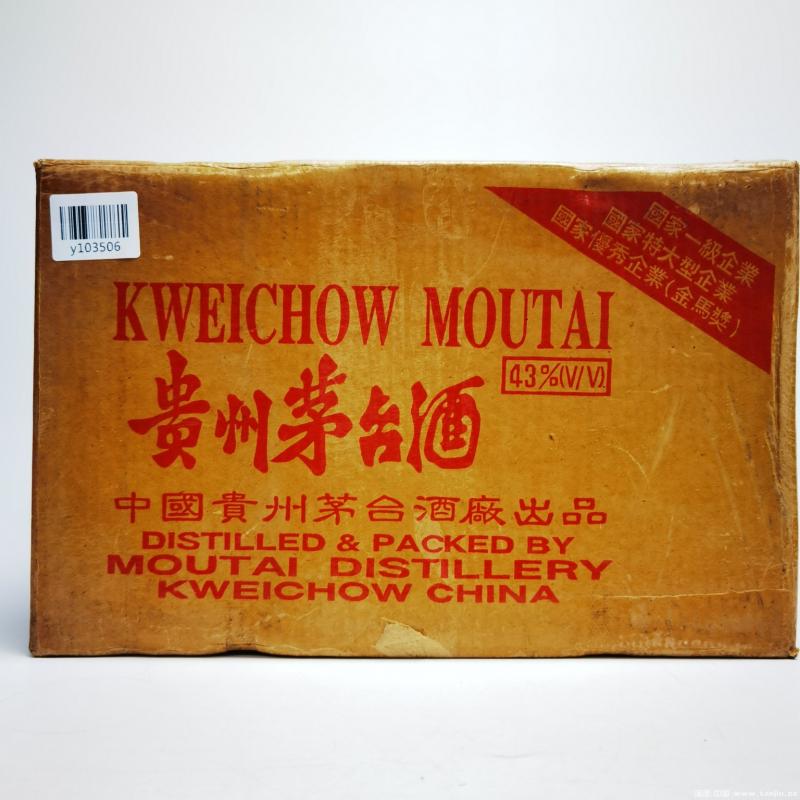 y103506
國家一級企業
國家特大型企業
國家優秀企業(金馬獎)
KWEICHOW MOUTAI
43%(V/V)
貴州茅台酒
中國貴州茅台酒廠出品
DISTILLED & PACKED BY
MOUTAI DISTILLERY
KWEICHOW CHINA